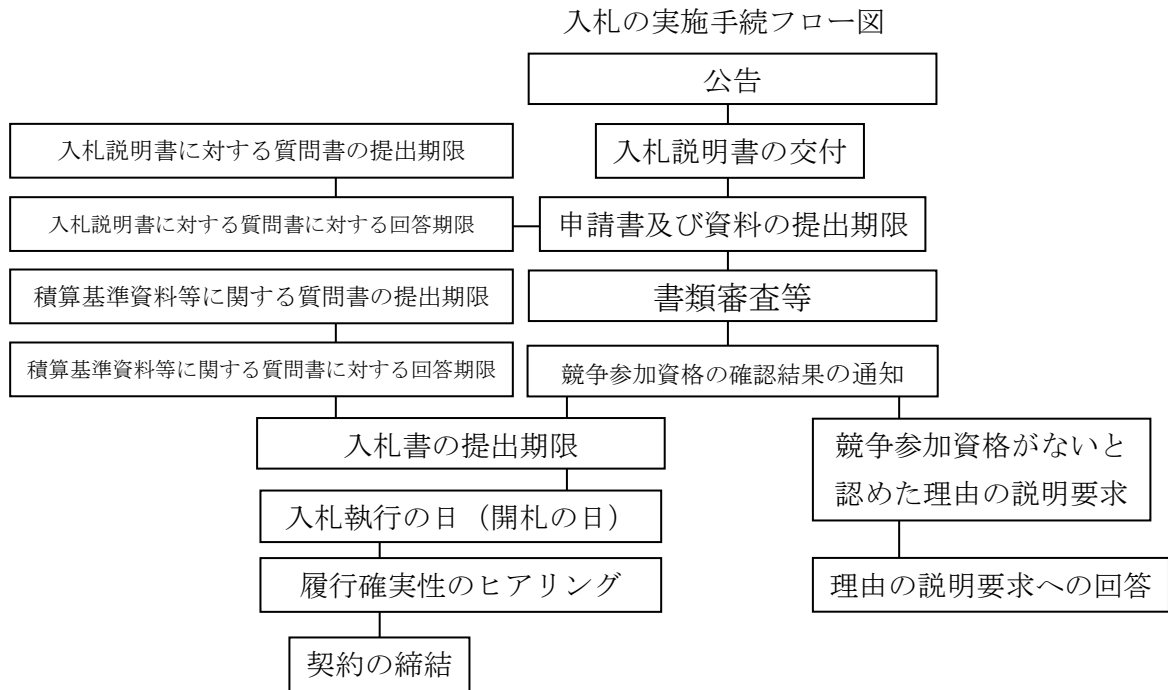 入札の実施手続フロー図
公告
入札説明書に対する質問書の提出期限
入札説明書の交付
入札説明書に対する質問書に対する回答期限
申請書及び資料の提出期限
積算基準資料等に関する質問書の提出期限
書類審査等
積算基準資料等に関する質問書に対する回答期限
競争参加資格の確認結果の通知
入札書の提出期限
競争参加資格がないと
認めた理由の説明要求
入札執行の日（開札の日）
履行確実性のヒアリング
理由の説明要求への回答
契約の締結